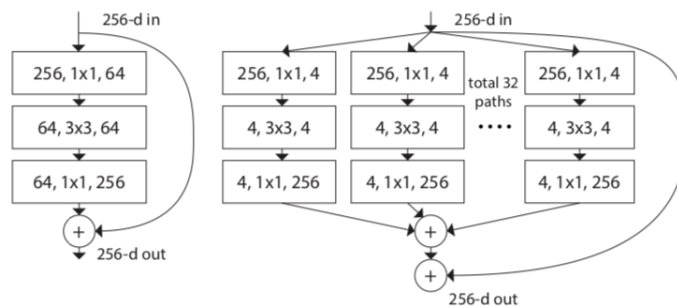 256-d in
256, 1x1, 64
64, 3x3, 64
64, 1x1, 256
+
256-d out
256-d in
256, 1x1, 4
256, 1x1, 4
256, 1x1, 4
total 32
paths
4, 3x3, 4
4, 3x3, 4
....
4, 3x3, 4
4, 1x1, 256
4, 1x1, 256
4, 1x1, 256
+
+
256-d out